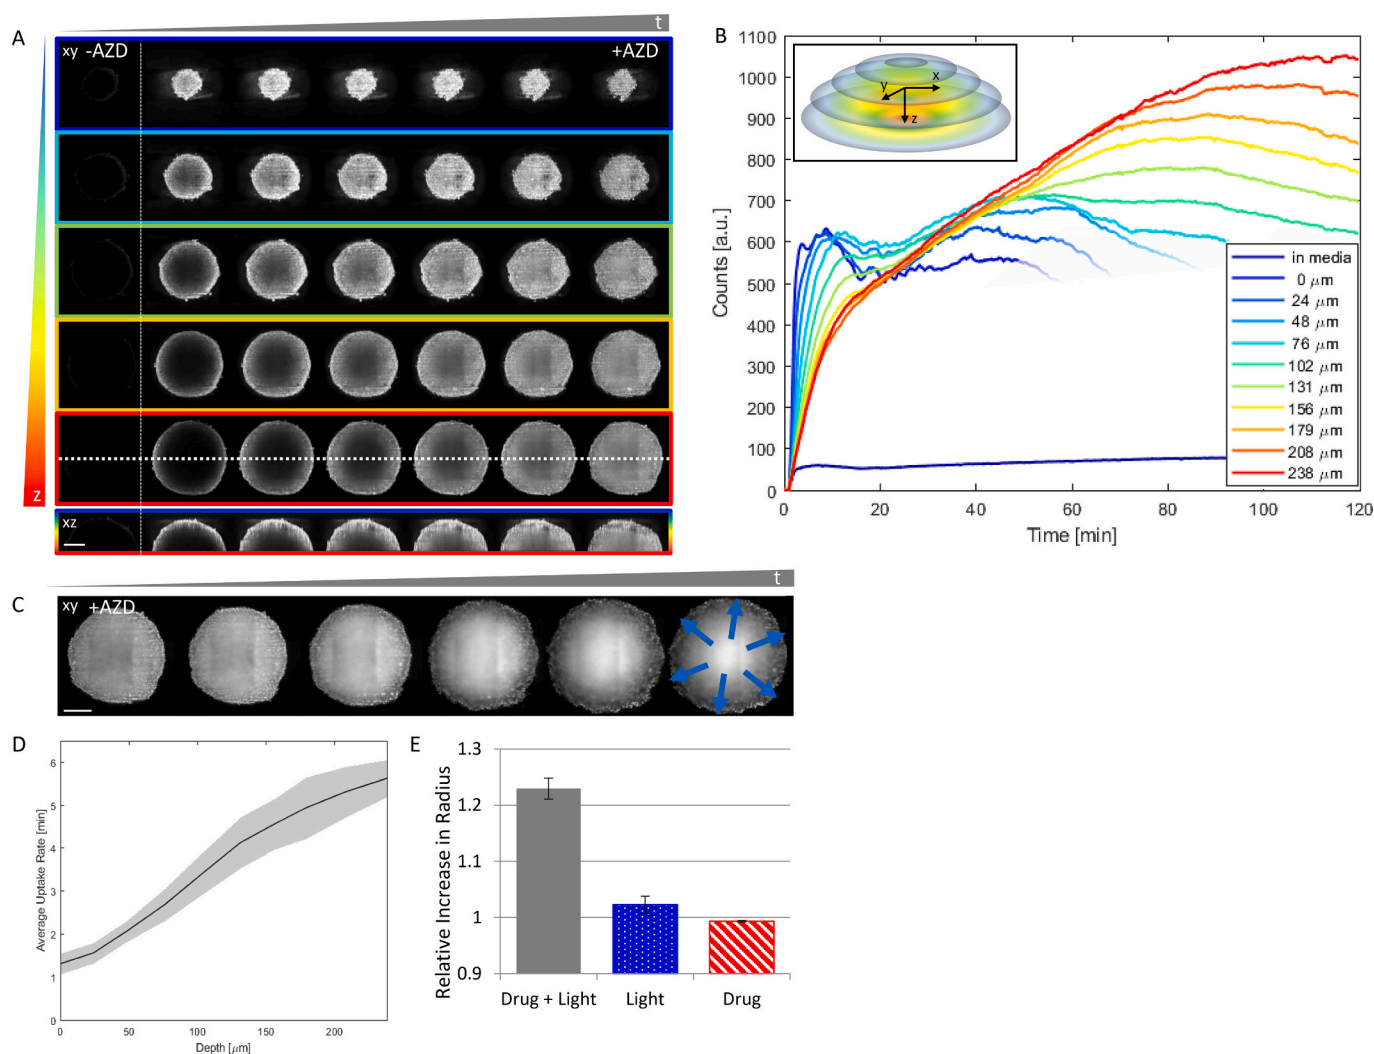 t
A
xy -AZD
+AZD
z
xz
B
1100
1000
900
800
700
600
500
400
300
200
100
0
Counts [a.u.]
y
x
z
in media
0 μm
24 μm
48 μm
76 μm
102 μm
131 μm
156 μm
179 μm
208 μm
238 μm
0 20 40 60 80 100 120
Time [min]
t
C
xy +AZD
D
6
5
4
3
2
1
0
Average Uptake Rate [min]
0 50 100 150 200
Depth [μm]
E
1.3
1.2
1.1
1
0.9
Relative Increase in Radius
Drug + Light Light Drug